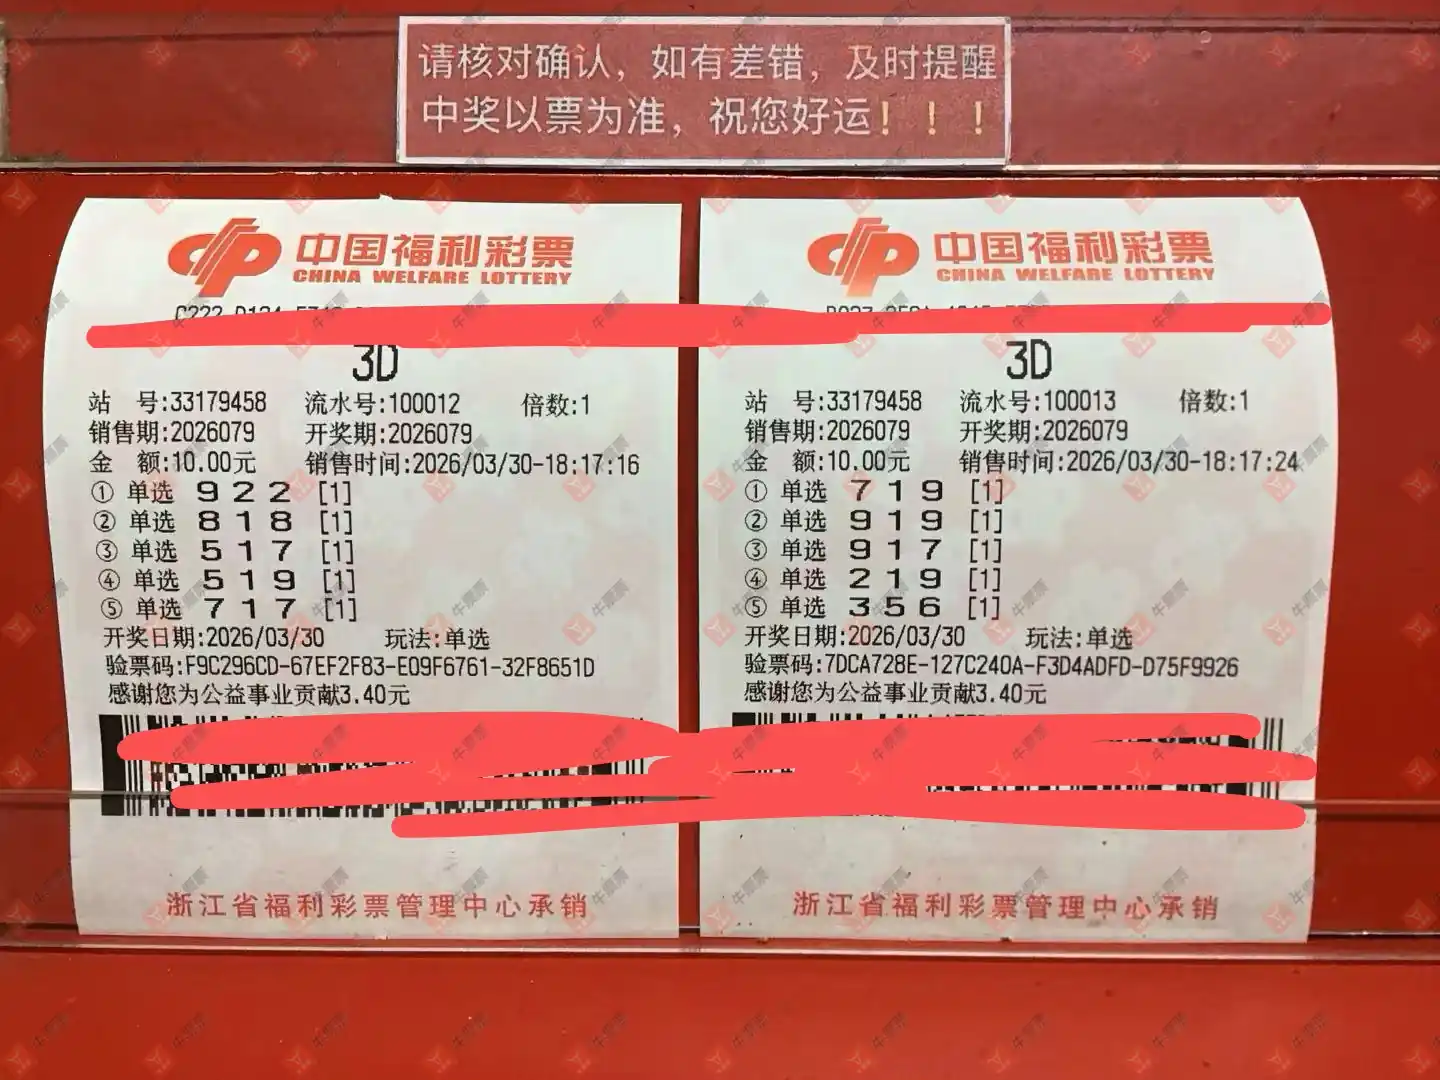 请核对确认，如有差错，及时提醒
中奖以票为准，祝您好运！！！
中国福利彩票
CHINA WELFARE LOTTERY
3D
站 号:33179458 流水号:100012 倍数:1
销售期:2026079 开奖期:2026079
金 额:10.00元 销售时间:2026/03/30-18:17:16
① 单选 9 2 2 [1]
② 单选 8 1 8 [1]
③ 单选 5 1 7 [1]
④ 单选 5 1 9 [1]
⑤ 单选 7 1 7 [1]
开奖日期:2026/03/30 玩法:单选
验票码:F9C296CD-67EF2F83-E09F6761-32F8651D
感谢您为公益事业贡献3.40元
浙江省福利彩票管理中心承销
中国福利彩票
CHINA WELFARE LOTTERY
3D
站 号:33179458 流水号:100013 倍数:1
销售期:2026079 开奖期:2026079
金 额:10.00元 销售时间:2026/03/30-18:17:24
① 单选 7 1 9 [1]
② 单选 9 1 9 [1]
③ 单选 9 1 7 [1]
④ 单选 2 1 9 [1]
⑤ 单选 3 5 6 [1]
开奖日期:2026/03/30 玩法:单选
验票码:7DCA728E-127C240A-F3D4ADFD-D75F9926
感谢您为公益事业贡献3.40元
浙江省福利彩票管理中心承销